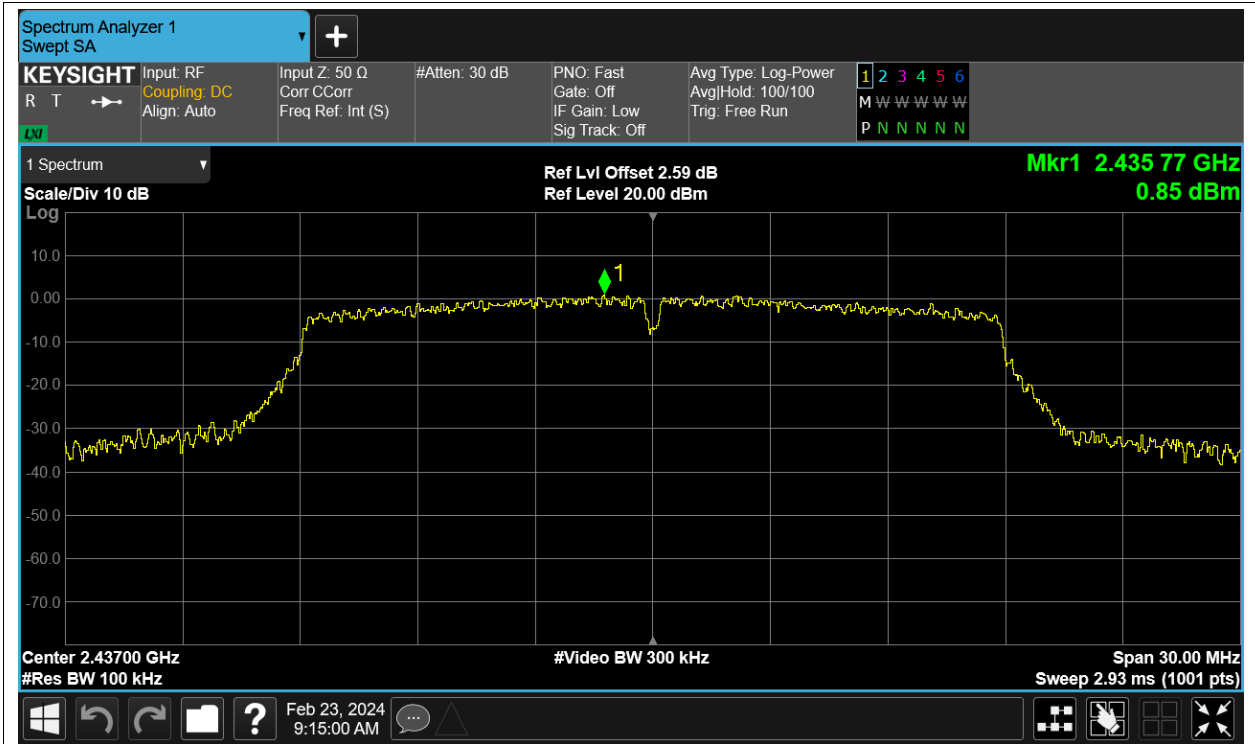 Spectrum Analyzer 1
Swept SA
KEYSIGHT
R T
LXI
Input: RF
Coupling: DC
Align: Auto
Input Z: 50 Ω
Corr CCorr
Freq Ref: Int (S)
#Atten: 30 dB
PNO: Fast
Gate: Off
IF Gain: Low
Sig Track: Off
Avg Type: Log-Power
Avg|Hold: 100/100
Trig: Free Run
1 2 3 4 5 6
M W W W W W
P N N N N N
1 Spectrum
Scale/Div 10 dB
Ref Lvl Offset 2.59 dB
Ref Level 20.00 dBm
Mkr1 2.435 77 GHz
0.85 dBm
Log
1
10.0
0.00
-10.0
-20.0
-30.0
-40.0
-50.0
-60.0
-70.0
Center 2.43700 GHz
#Res BW 100 kHz
#Video BW 300 kHz
Span 30.00 MHz
Sweep 2.93 ms (1001 pts)
?
Feb 23, 2024
9:15:00 AM